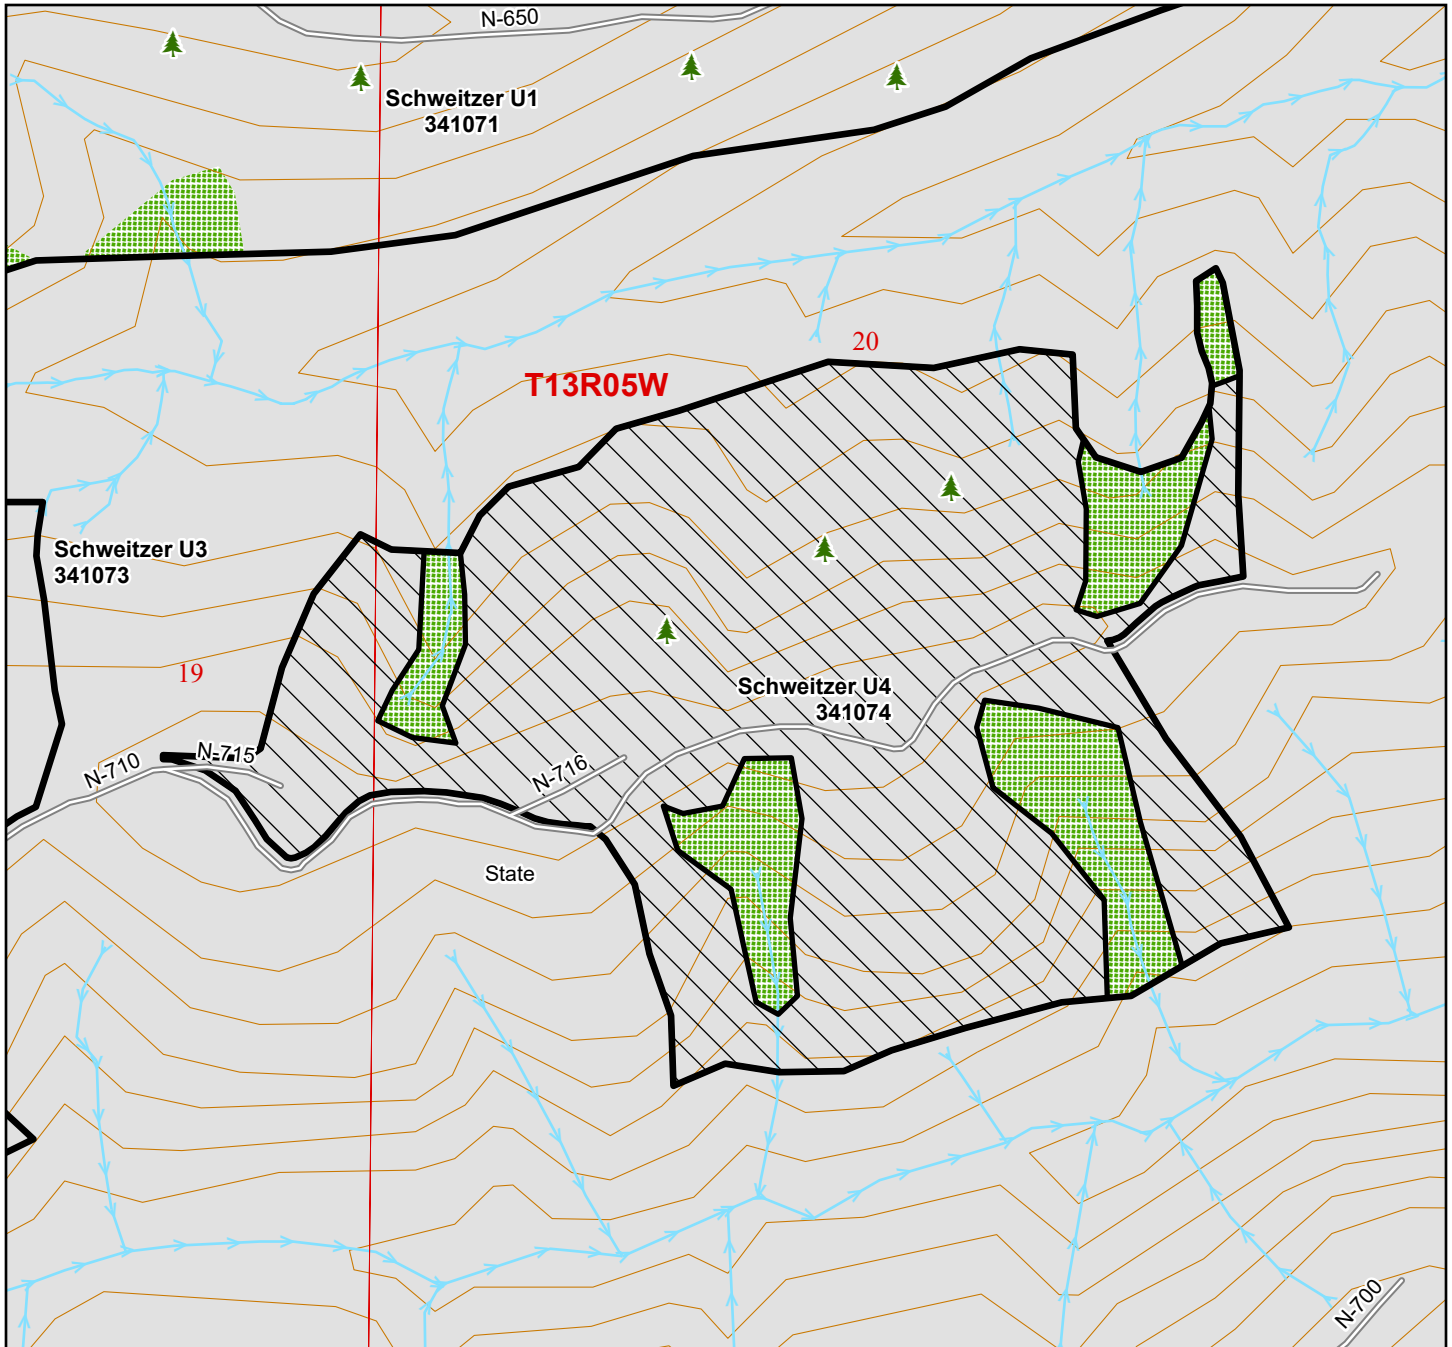 N-650
Schweitzer U1
341071
20
T13R05W
Schweitzer U3
341073
19
Schweitzer U4
341074
N-715
N-710
N-716
State
N-700